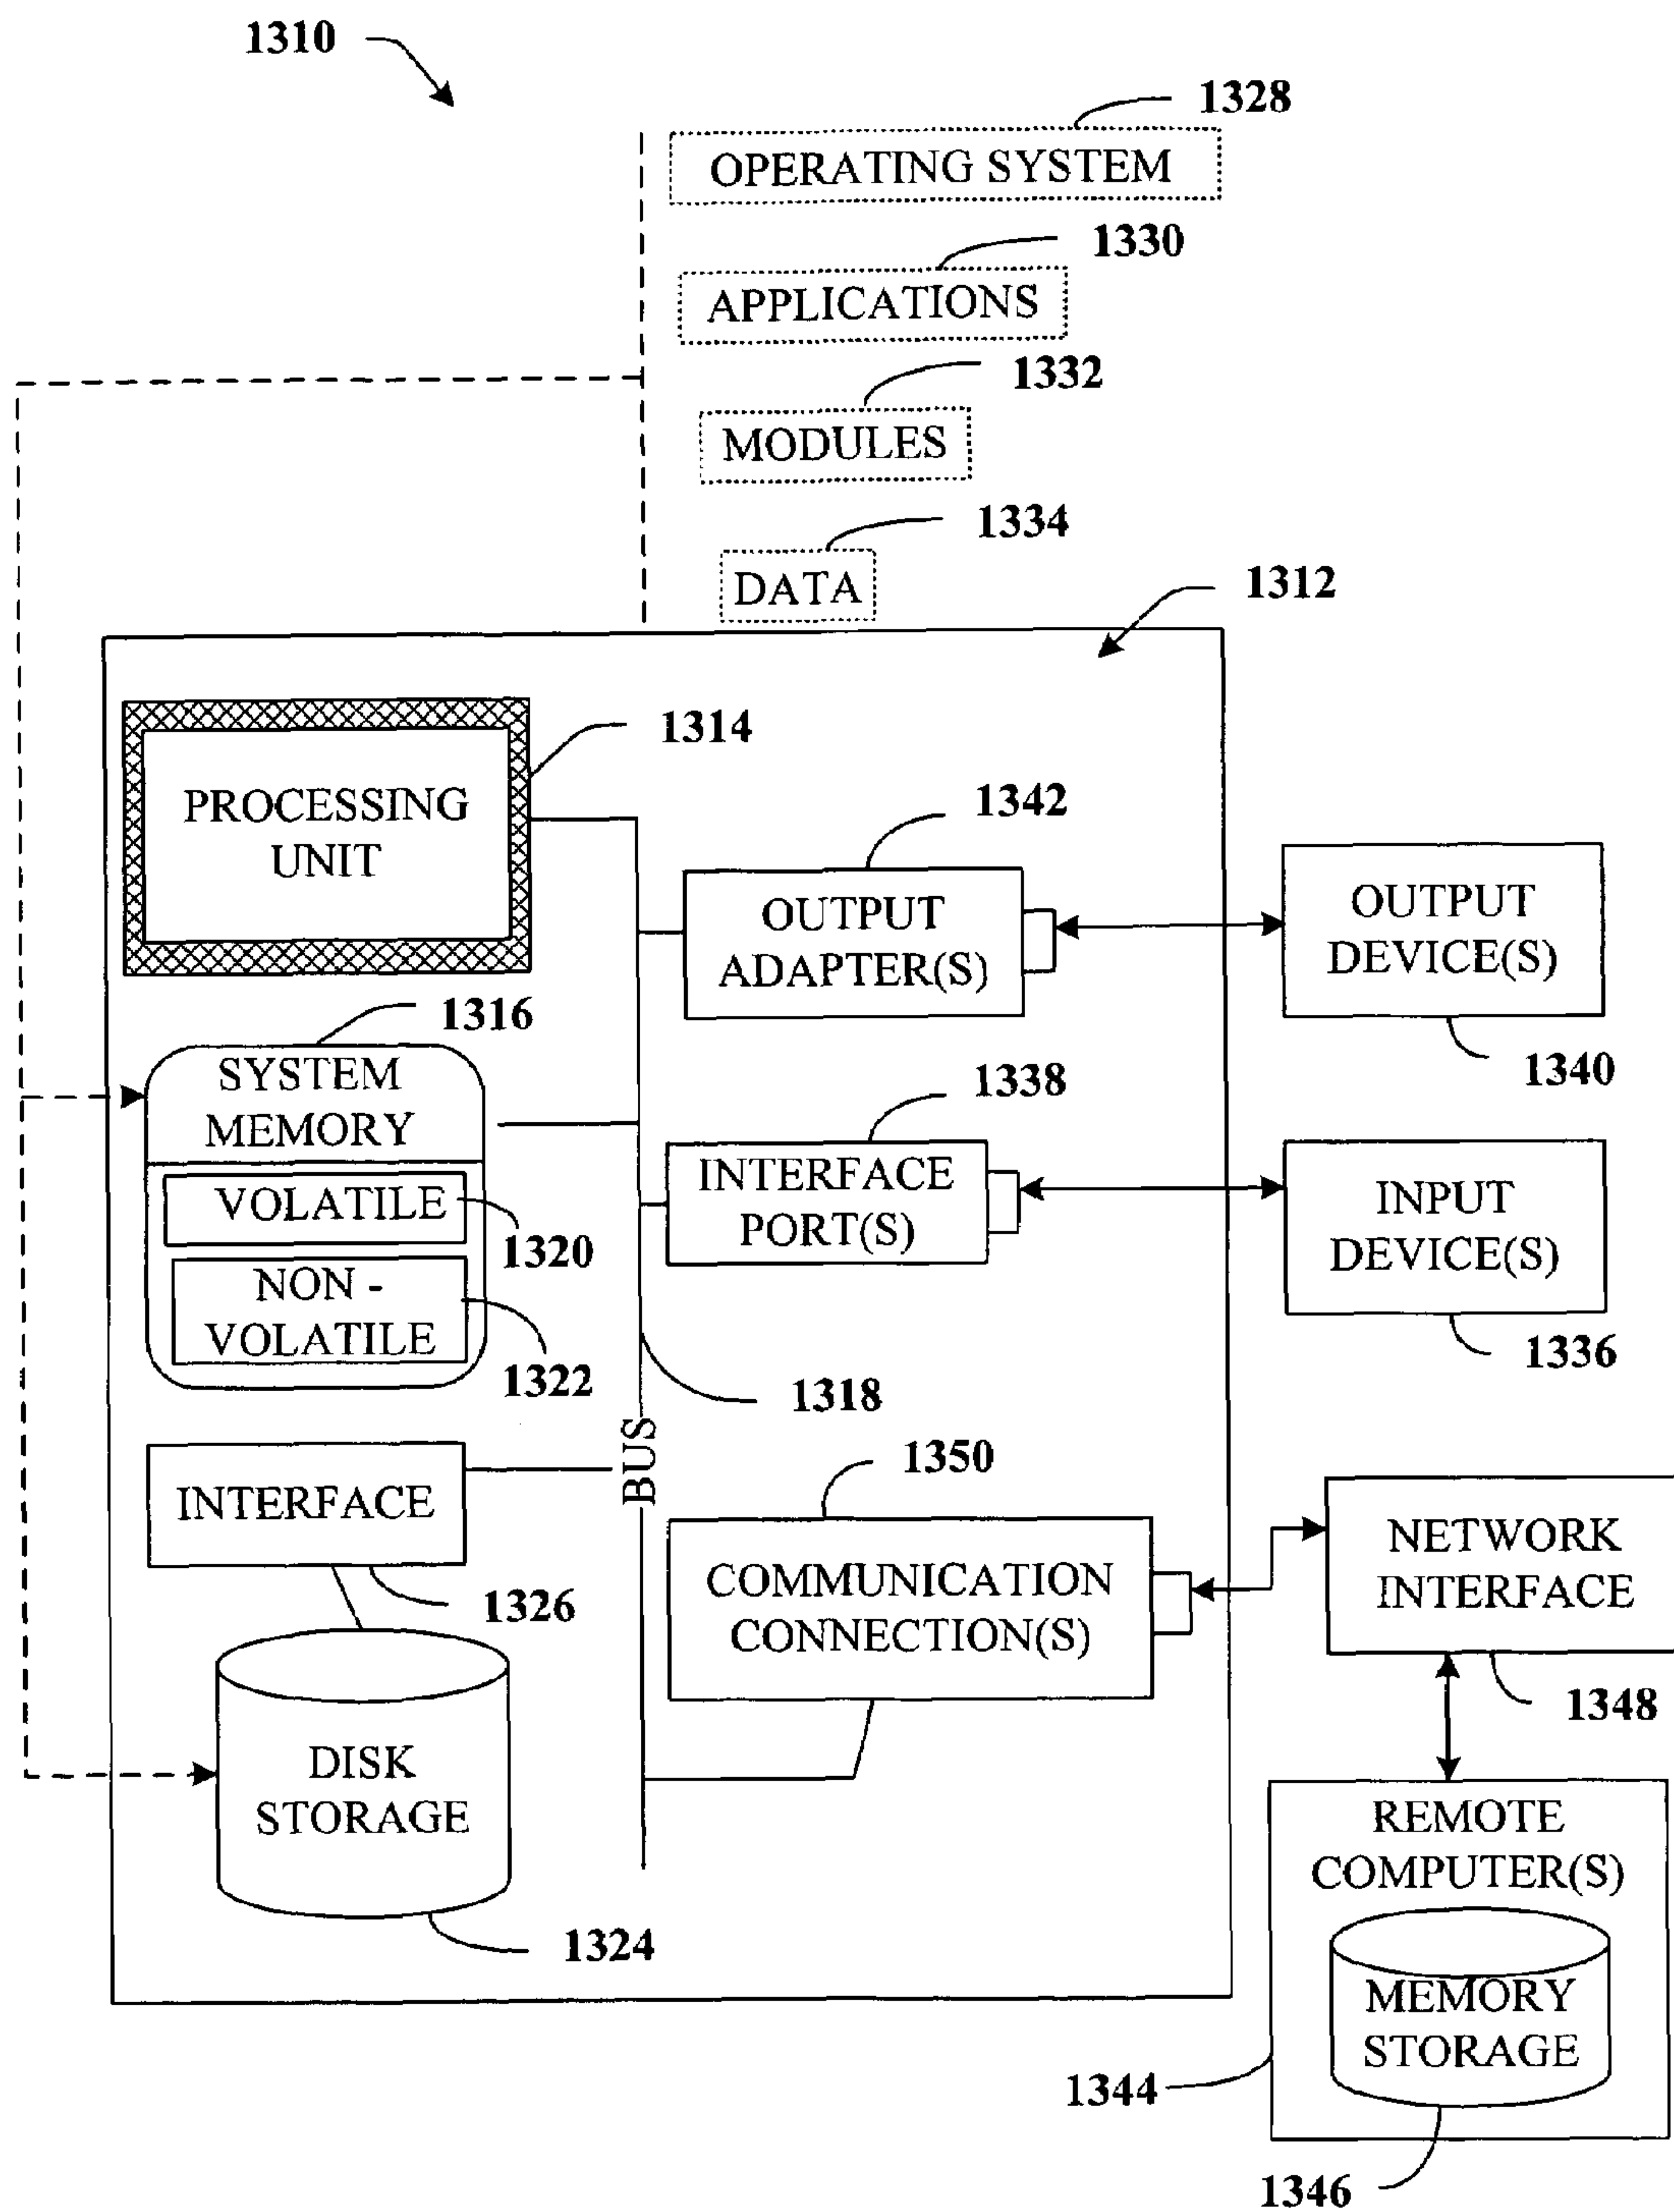 1310
1328
OPERATING SYSTEM
1330
APPLICATIONS
1332
MODULES
1334
DATA
1312
1314
PROCESSING
UNIT
1342
OUTPUT
ADAPTER(S)
OUTPUT
DEVICE(S)
1340
1316
SYSTEM
MEMORY
VOLATILE
1320
NON -
VOLATILE
1322
1338
INTERFACE
PORT(S)
INPUT
DEVICE(S)
1336
1318
BUS
INTERFACE
1326
1350
COMMUNICATION
CONNECTION(S)
NETWORK
INTERFACE
1348
DISK
STORAGE
1324
REMOTE
COMPUTER(S)
MEMORY
STORAGE
1344
1346